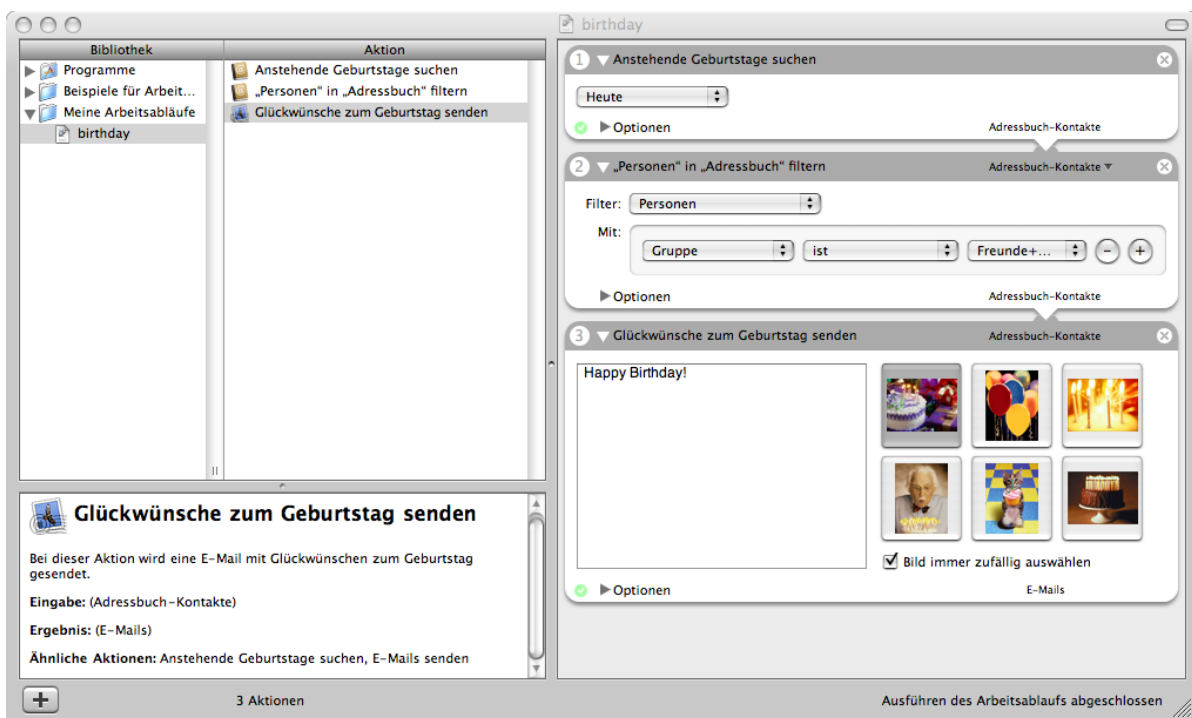 birthday
Bibliothek
Aktion
Programme
Beispiele für Arbeit...
Meine Arbeitsabläufe
birthday
Anstehende Geburtstage suchen
„Personen“ in „Adressbuch“ filtern
Glückwünsche zum Geburtstag senden
Glückwünsche zum Geburtstag senden
Bei dieser Aktion wird eine E-Mail mit Glückwünschen zum Geburtstag
gesendet.
Eingabe: (Adressbuch-Kontakte)
Ergebnis: (E-Mails)
Ähnliche Aktionen: Anstehende Geburtstage suchen, E-Mails senden
3 Aktionen
1 Anstehende Geburtstage suchen
Heute
Optionen Adressbuch-Kontakte
2 „Personen“ in „Adressbuch“ filtern Adressbuch-Kontakte
Filter: Personen
Mit:
Gruppe ist Freunde+...
Optionen Adressbuch-Kontakte
3 Glückwünsche zum Geburtstag senden Adressbuch-Kontakte
Happy Birthday!
Bild immer zufällig auswählen
Optionen E-Mails
Ausführen des Arbeitsablaufs abgeschlossen